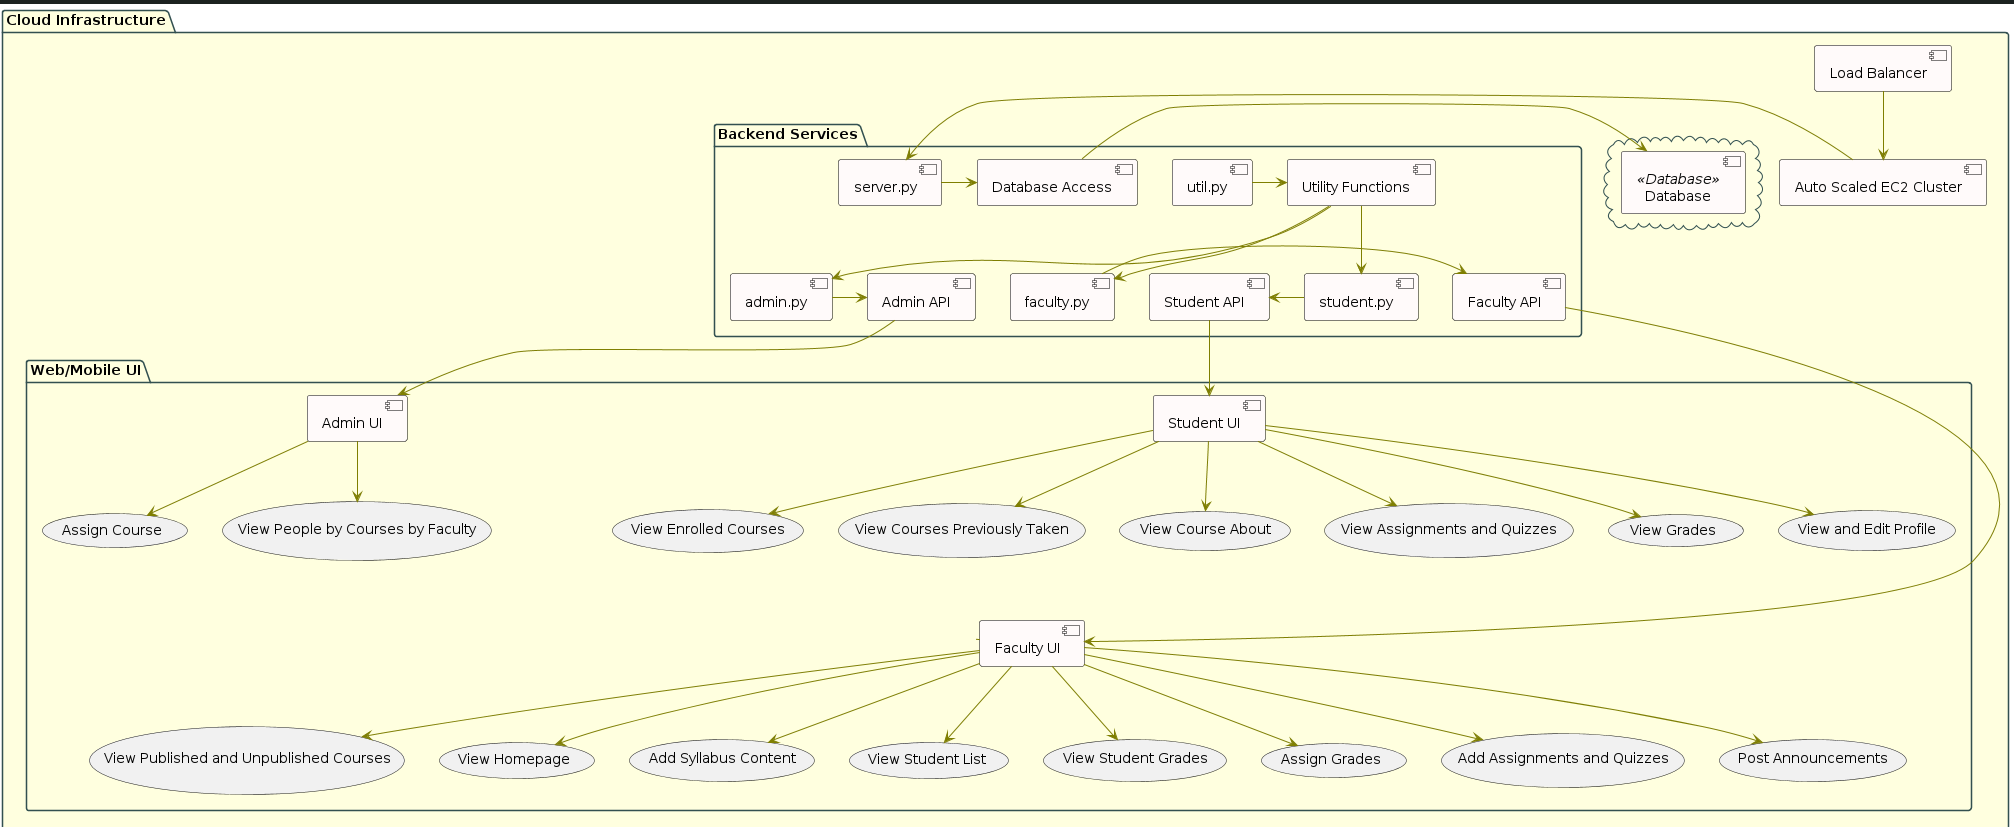 Cloud Infrastructure
Load Balancer
Backend Services
server.py
Database Access
util.py
Utility Functions
«Database»
Database
Auto Scaled EC2 Cluster
admin.py
Admin API
faculty.py
Student API
student.py
Faculty API
Web/Mobile UI
Admin UI
Student UI
Assign Course
View People by Courses by Faculty
View Enrolled Courses
View Courses Previously Taken
View Course About
View Assignments and Quizzes
View Grades
View and Edit Profile
Faculty UI
View Published and Unpublished Courses
View Homepage
Add Syllabus Content
View Student List
View Student Grades
Assign Grades
Add Assignments and Quizzes
Post Announcements